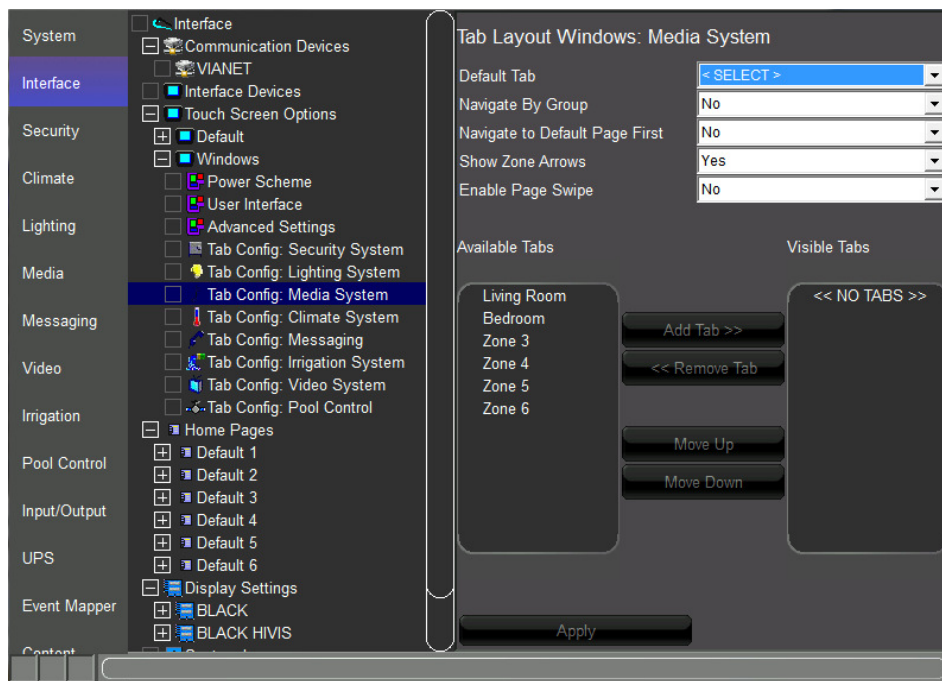 System
Interface
Security
Climate
Lighting
Media
Messaging
Video
Irrigation
Pool Control
Input/Output
UPS
Event Mapper
Content
Interface
Communication Devices
VIANET
Interface Devices
Touch Screen Options
Default
Windows
Power Scheme
User Interface
Advanced Settings
Tab Config: Security System
Tab Config: Lighting System
Tab Config: Media System
Tab Config: Climate System
Tab Config: Messaging
Tab Config: Irrigation System
Tab Config: Video System
Tab Config: Pool Control
Home Pages
Default 1
Default 2
Default 3
Default 4
Default 5
Default 6
Display Settings
BLACK
BLACK HIVIS
Tab Layout Windows: Media System
Default Tab < SELECT >
Navigate By Group No
Navigate to Default Page First No
Show Zone Arrows Yes
Enable Page Swipe No
Available Tabs
Living Room
Bedroom
Zone 3
Zone 4
Zone 5
Zone 6
Add Tab >>
<< Remove Tab
Move Up
Move Down
Visible Tabs
<< NO TABS >>
Apply